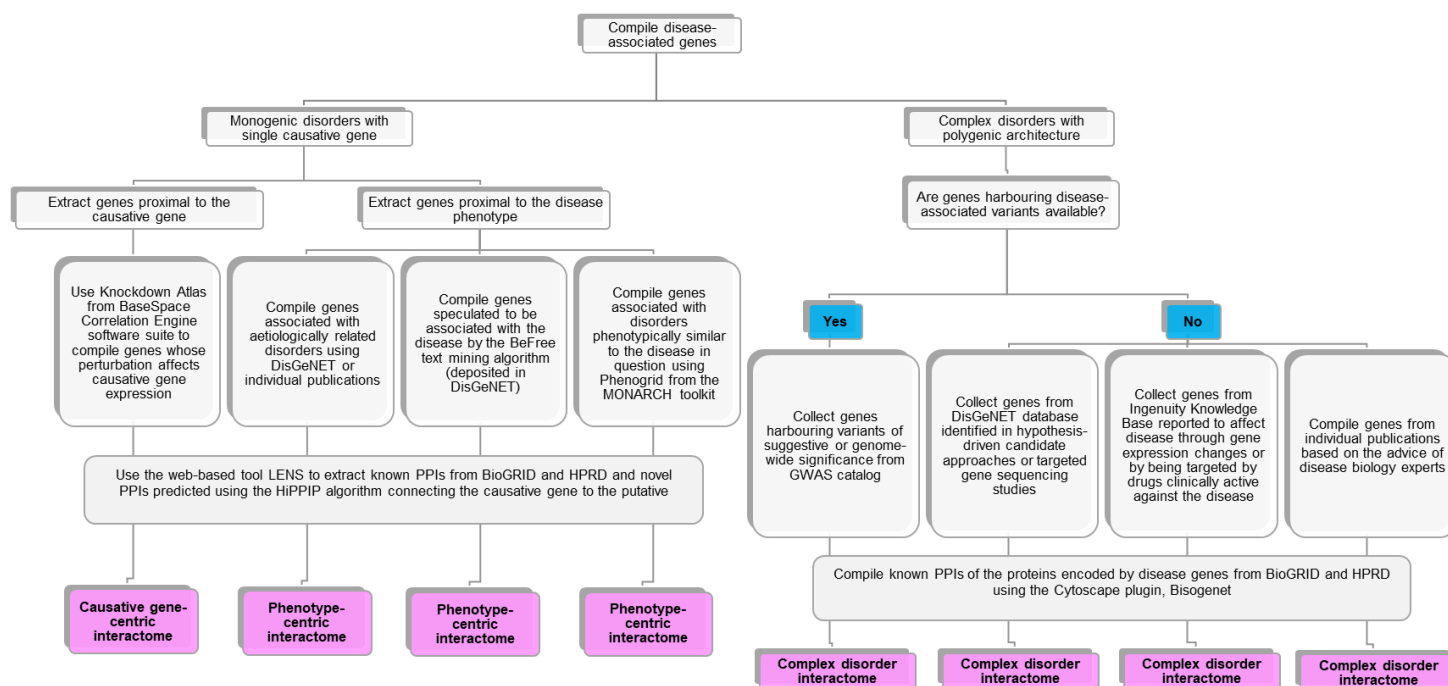 Compile disease-
associated genes
Monogenic disorders with
single causative gene
Complex disorders with
polygenic architecture
Extract genes proximal to the
causative gene
Extract genes proximal to the disease
phenotype
Are genes harbouring disease-
associated variants available?
Use Knockdown Atlas
from BaseSpace
Correlation Engine
software suite to
compile genes whose
perturbation affects
causative gene
expression
Compile genes
associated with
aetiologically related
disorders using
DisGeNET or
individual publications
Compile genes
speculated to be
associated with the
disease by the BeFree
text mining algorithm
(deposited in
DisGeNET)
Compile genes
associated with
disorders
phenotypically similar
to the disease in
question using
Phenogrid from the
MONARCH toolkit
Yes
No
Collect genes
harbouring variants of
suggestive or genome-
wide significance from
GWAS catalog
Collect genes from
DisGeNET database
identified in hypothesis-
driven candidate
approaches or targeted
gene sequencing
studies
Collect genes from
Ingenuity Knowledge
Base reported to affect
disease through gene
expression changes or
by being targeted by
drugs clinically active
against the disease
Compile genes from
individual publications
based on the advice of
disease biology experts
Use the web-based tool LENS to extract known PPIs from BioGRID and HPRD and novel
PPIs predicted using the HiPPIP algorithm connecting the causative gene to the putative
Compile known PPIs of the proteins encoded by disease genes from BioGRID and HPRD
using the Cytoscape plugin, Bisogenet
Causative gene-
centric
interactome
Phenotype-
centric
interactome
Phenotype-
centric
interactome
Phenotype-
centric
interactome
Complex disorder
interactome
Complex disorder
interactome
Complex disorder
interactome
Complex disorder
interactome